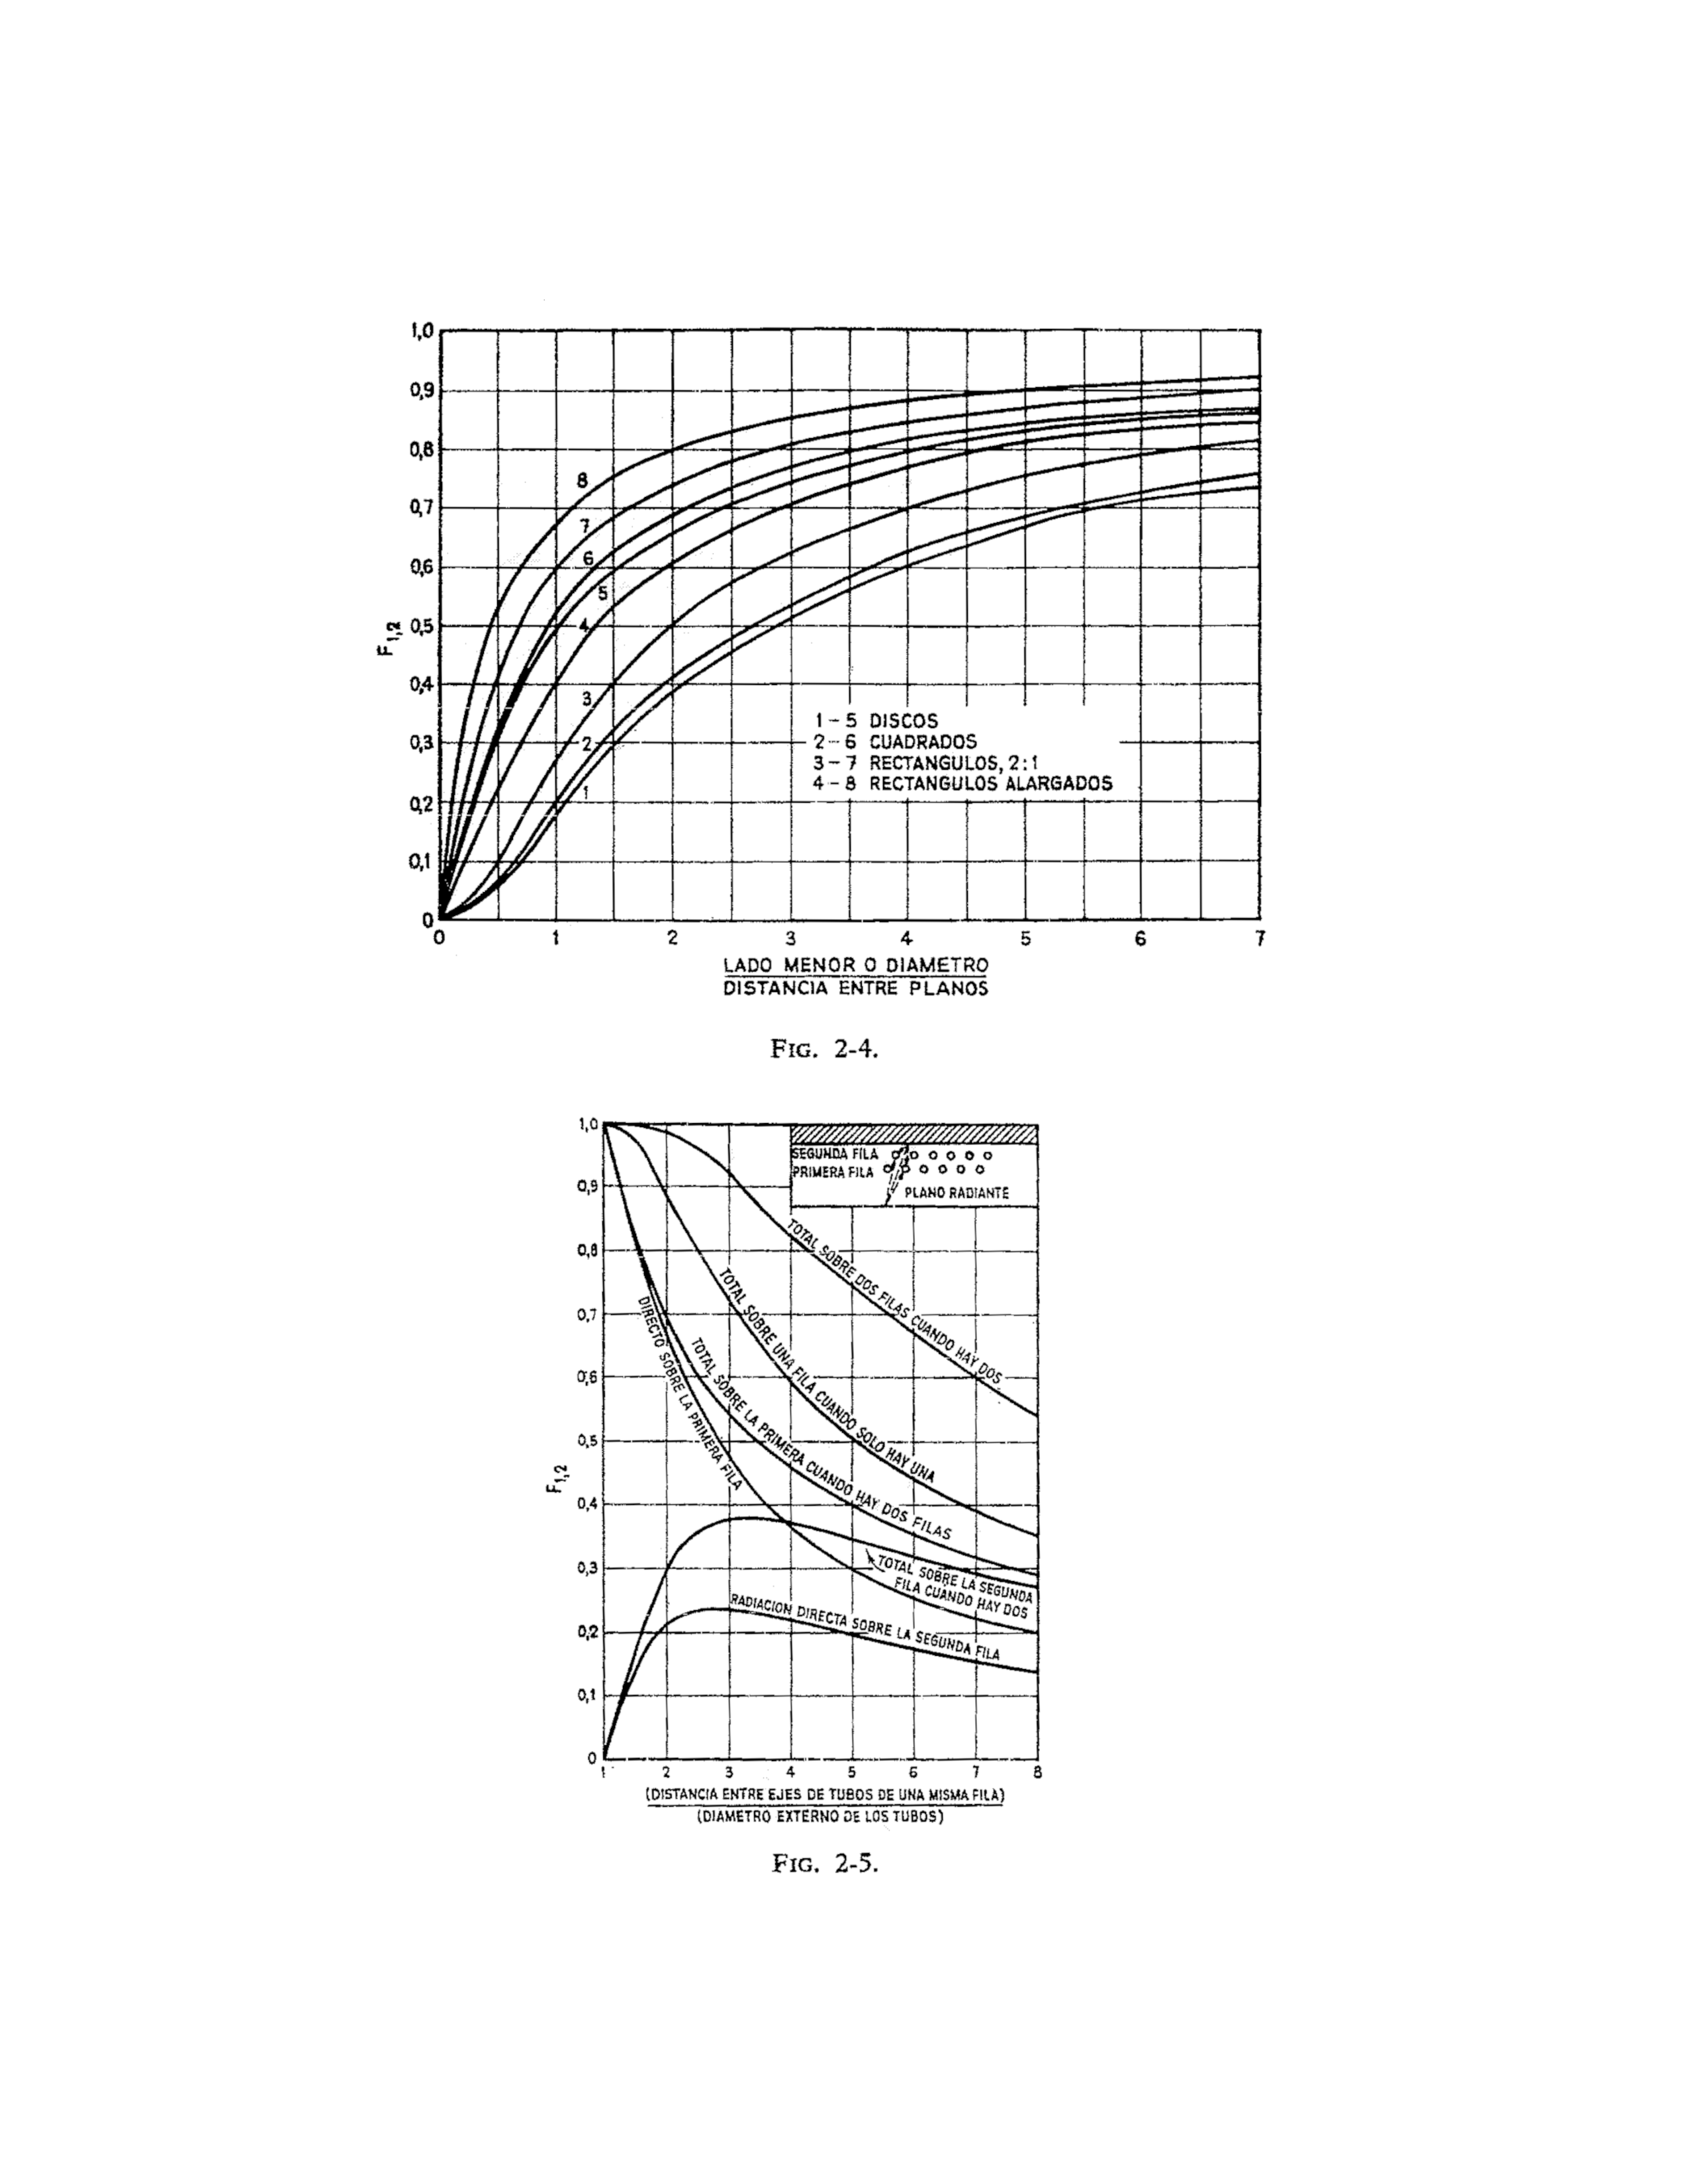 1,0
0,9
0,8
0,7
0,6
0,5
0,4
0,3
0,2
0,1
0
F1,2
8
7
6
5
4
3
2
1
1 – 5 DISCOS
2 – 6 CUADRADOS
3 – 7 RECTANGULOS, 2:1
4 – 8 RECTANGULOS ALARGADOS
0 1 2 3 4 5 6 7
LADO MENOR O DIAMETRO
DISTANCIA ENTRE PLANOS
FIG. 2-4.
1,0
0,9
0,8
0,7
0,6
0,5
0,4
0,3
0,2
0,1
0
F1,2
SEGUNDA FILA
PRIMERA FILA
PLANO RADIANTE
TOTAL SOBRE DOS FILAS CUANDO HAY DOS
TOTAL SOBRE UNA FILA CUANDO SOLO HAY UNA
TOTAL SOBRE LA PRIMERA CUANDO HAY DOS FILAS
DIRECTO SOBRE LA PRIMERA FILA
TOTAL SOBRE LA SEGUNDA
FILA CUANDO HAY DOS
RADIACION DIRECTA SOBRE LA SEGUNDA FILA
1 2 3 4 5 6 7 8
(DISTANCIA ENTRE EJES DE TUBOS DE UNA MISMA FILA)
(DIAMETRO EXTERNO DE LOS TUBOS)
FIG. 2-5.